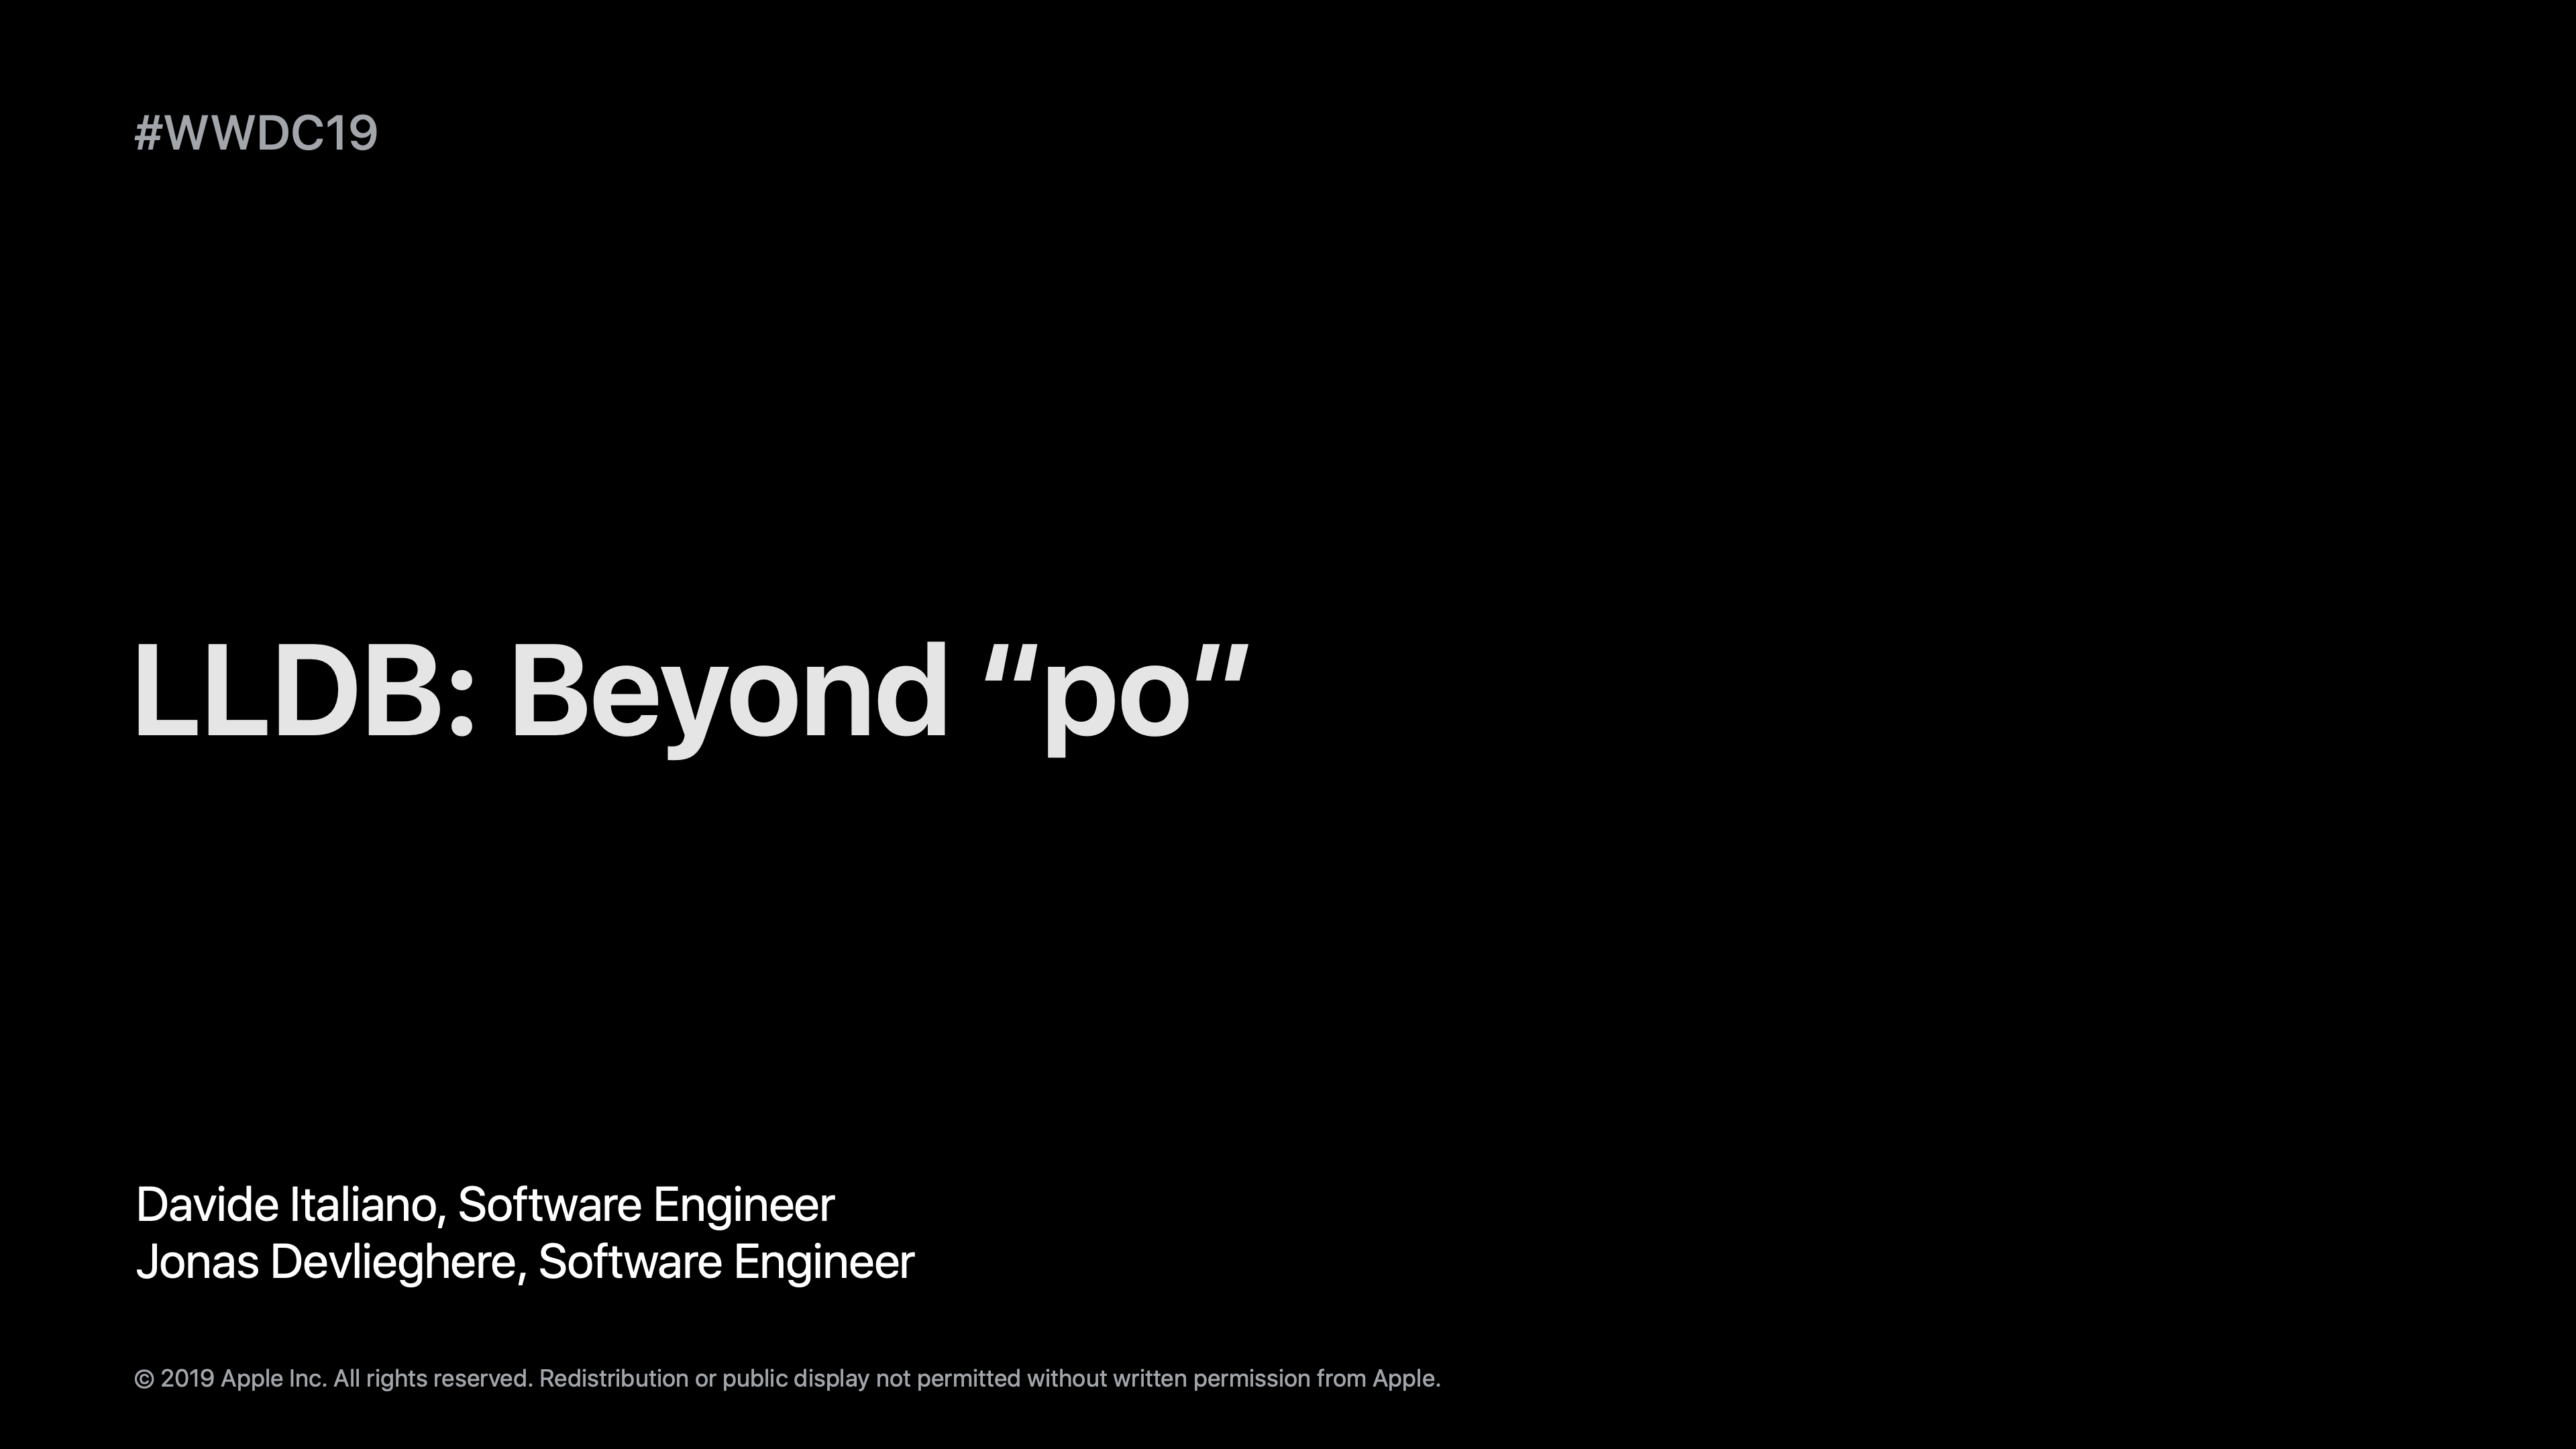 #WWDC19
LLDB: Beyond “po”
Davide Italiano, Software Engineer
Jonas Devlieghere, Software Engineer
© 2019 Apple Inc. All rights reserved. Redistribution or public display not permitted without written permission from Apple.